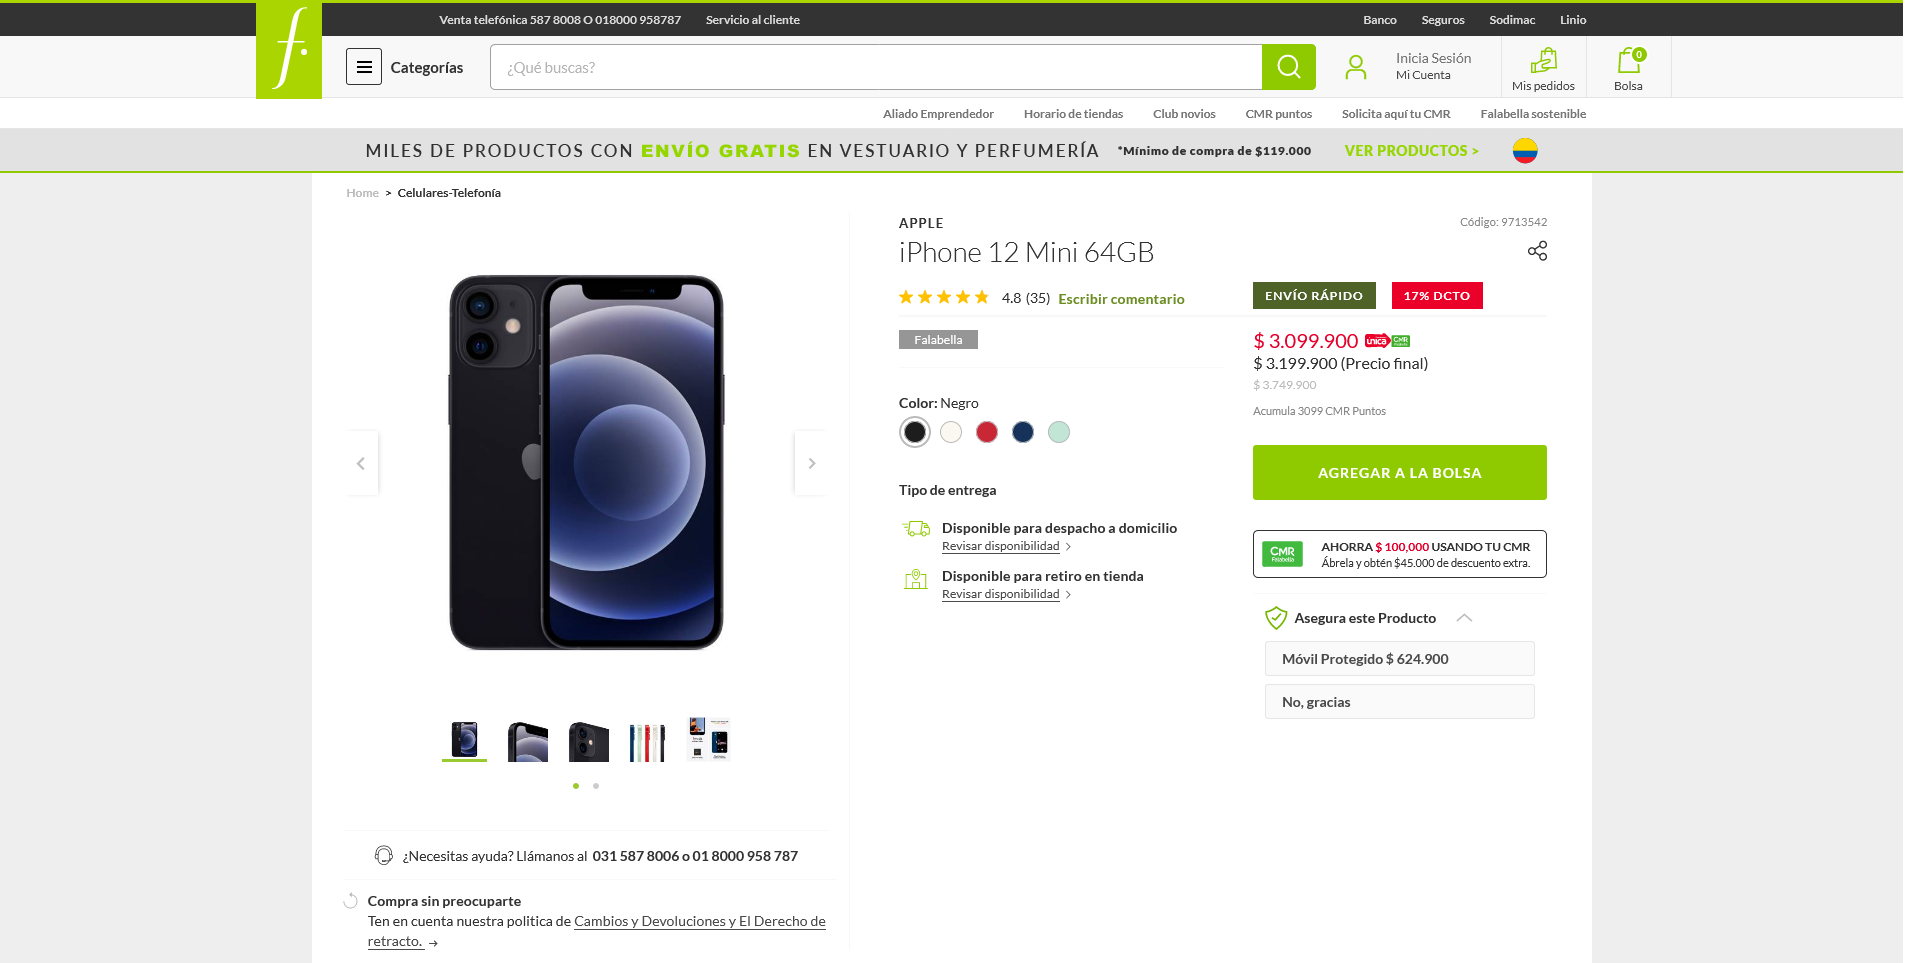 Venta telefónica 587 8008 O 018000 958787 Servicio al cliente Banco Seguros Sodimac Linio
f.
Categorías
¿Qué buscas?
Inicia Sesión
Mi Cuenta
Mis pedidos
0
Bolsa
Aliado Emprendedor Horario de tiendas Club novios CMR puntos Solicita aquí tu CMR Falabella sostenible
MILES DE PRODUCTOS CON ENVÍO GRATIS EN VESTUARIO Y PERFUMERÍA *Mínimo de compra de $119.000 VER PRODUCTOS >
Home > Celulares-Telefonía
APPLE
Código: 9713542
iPhone 12 Mini 64GB
4.8 (35) Escribir comentario
ENVÍO RÁPIDO 17% DCTO
Falabella
$ 3.099.900 unica CMR
$ 3.199.900 (Precio final)
$ 3.749.900
Acumula 3099 CMR Puntos
Color: Negro
AGREGAR A LA BOLSA
Tipo de entrega
Disponible para despacho a domicilio
Revisar disponibilidad >
Disponible para retiro en tienda
Revisar disponibilidad >
CMR
Falabella
AHORRA $ 100,000 USANDO TU CMR
Ábrela y obtén $45.000 de descuento extra.
Asegura este Producto
Móvil Protegido $ 624.900
No, gracias
¿Necesitas ayuda? Llámanos al 031 587 8006 o 01 8000 958 787
Compra sin preocuparte
Ten en cuenta nuestra politica de Cambios y Devoluciones y El Derecho de
retracto. →